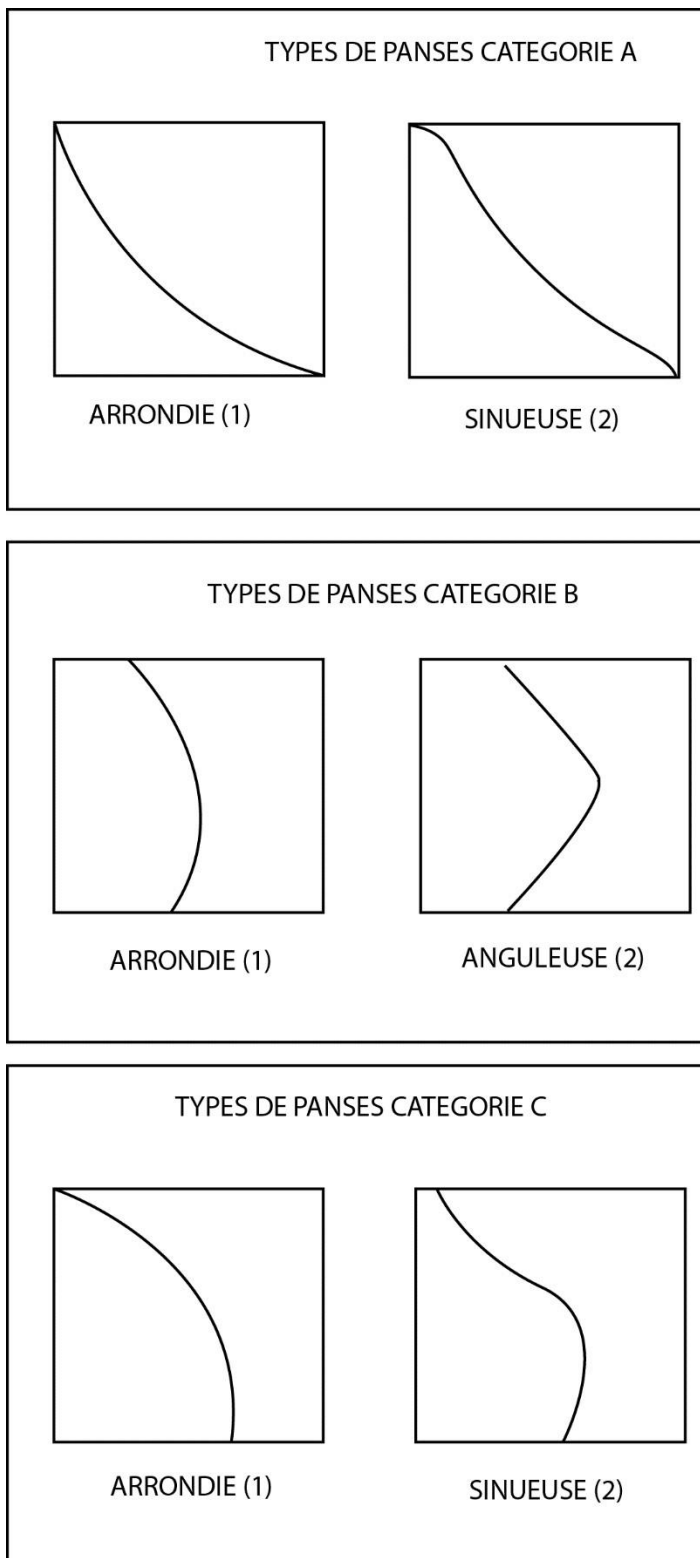 TYPES DE PANSES CATEGORIE A
ARRONDIE (1)
SINUEUSE (2)
TYPES DE PANSES CATEGORIE B
ARRONDIE (1)
ANGULEUSE (2)
TYPES DE PANSES CATEGORIE C
ARRONDIE (1)
SINUEUSE (2)